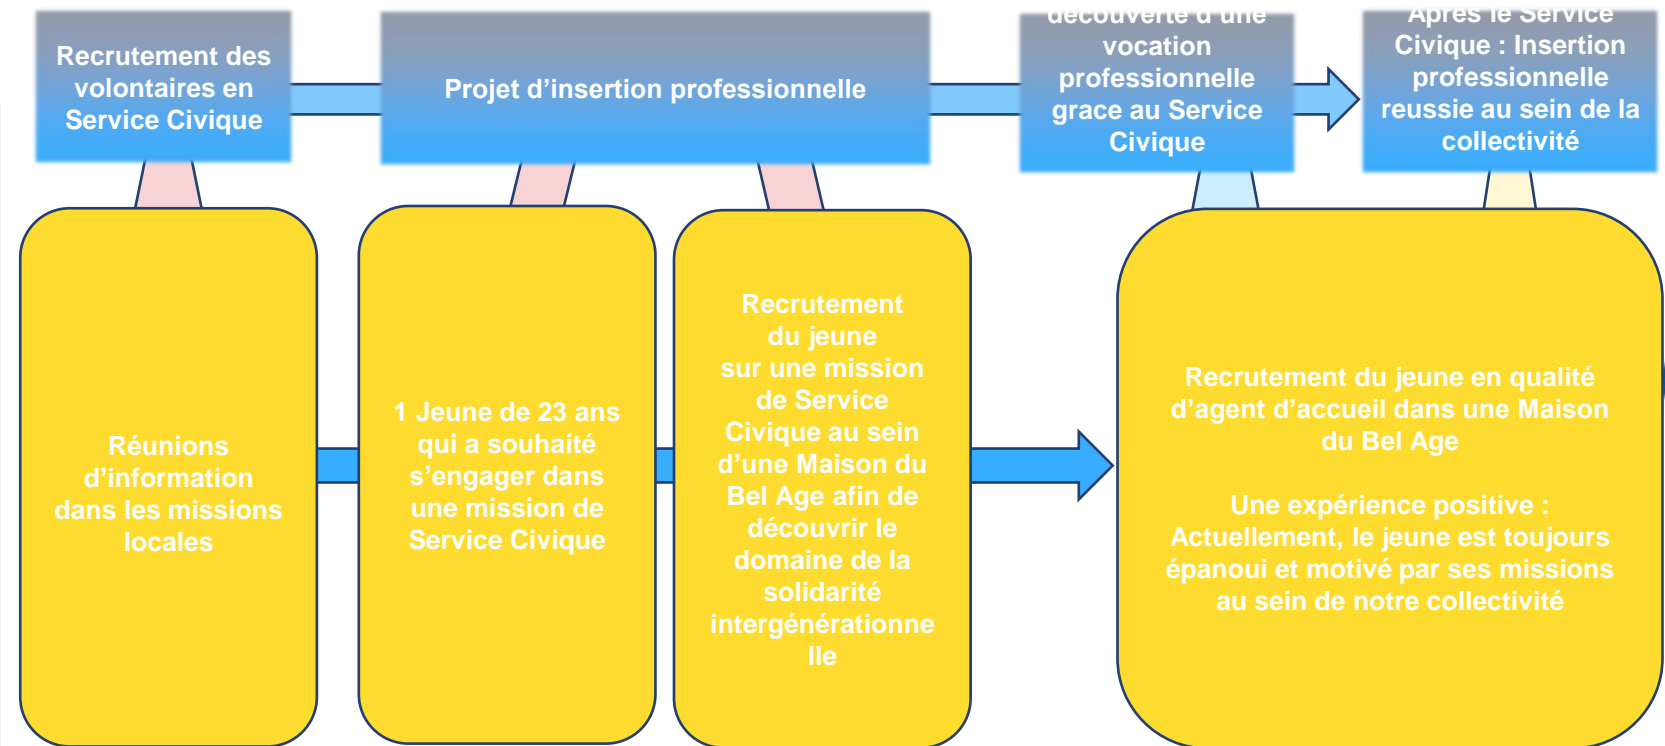 Recrutement des
volontaires en
Service Civique
Projet d’insertion professionnelle
découverte d’une
vocation
professionnelle
grace au Service
Civique
Après le Service
Civique : Insertion
professionnelle
reussie au sein de la
collectivité
Réunions
d’information
dans les missions
locales
1 Jeune de 23 ans
qui a souhaité
s’engager dans
une mission de
Service Civique
Recrutement
du jeune
sur une mission
de Service
Civique au sein
d’une Maison du
Bel Age afin de
découvrir le
domaine de la
solidarité
intergénérationne
lle
Recrutement du jeune en qualité
d’agent d’accueil dans une Maison
du Bel Age
Une expérience positive :
Actuellement, le jeune est toujours
épanoui et motivé par ses missions
au sein de notre collectivité